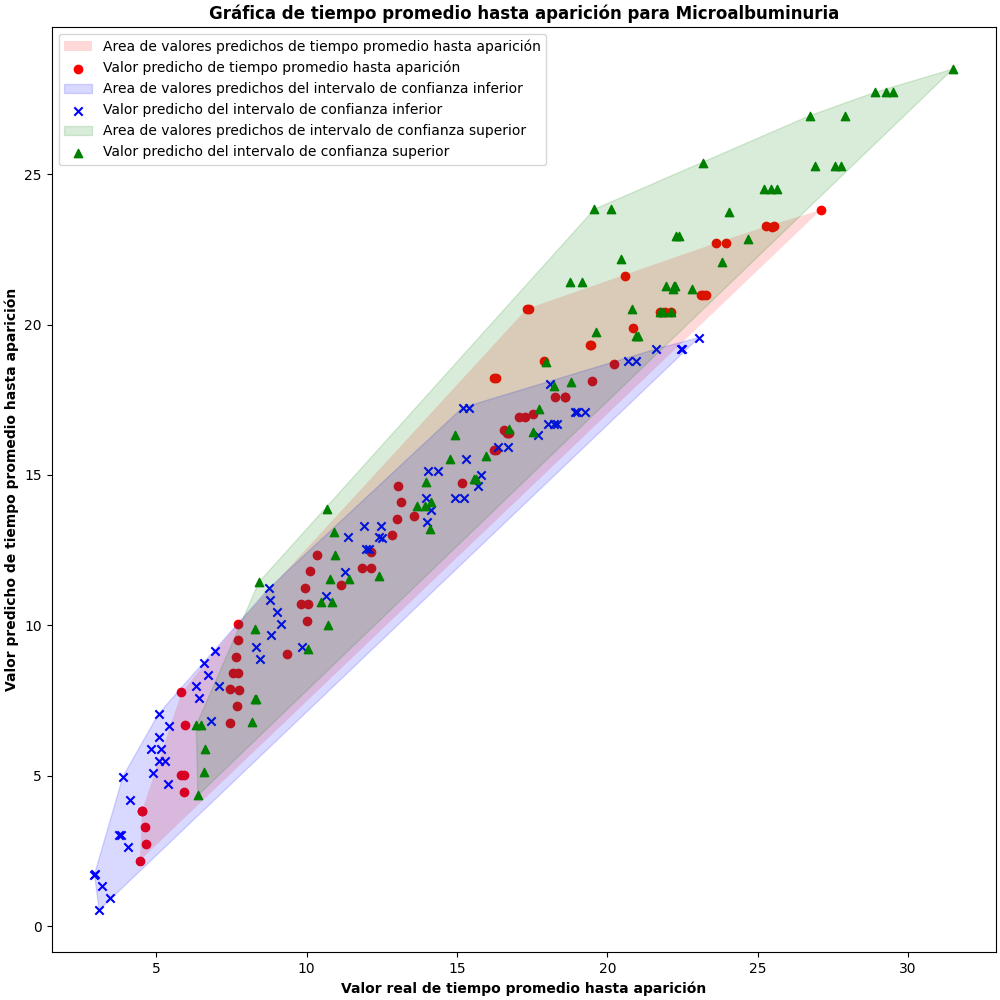 Gráfica de tiempo promedio hasta aparición para Microalbuminuria
Area de valores predichos de tiempo promedio hasta aparición
Valor predicho de tiempo promedio hasta aparición
Area de valores predichos del intervalo de confianza inferior
Valor predicho del intervalo de confianza inferior
Area de valores predichos de intervalo de confianza superior
Valor predicho del intervalo de confianza superior
Valor predicho de tiempo promedio hasta aparición
25
20
15
10
5
0
5 10 15 20 25 30
Valor real de tiempo promedio hasta aparición